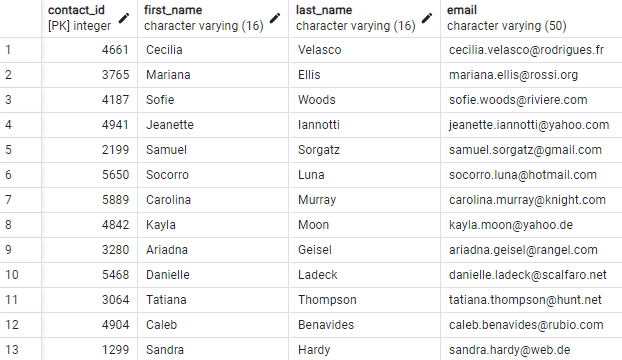 contact_id first_name last_name email
[PK] integer character varying (16) character varying (16) character varying (50)
1 4661 Cecilia Velasco cecilia.velasco@rodrigues.fr
2 3765 Mariana Ellis mariana.ellis@rossi.org
3 4187 Sofie Woods sofie.woods@riviere.com
4 4941 Jeanette Iannotti jeanette.iannotti@yahoo.com
5 2199 Samuel Sorgatz samuel.sorgatz@gmail.com
6 5650 Socorro Luna socorro.luna@hotmail.com
7 5889 Carolina Murray carolina.murray@knight.com
8 4842 Kayla Moon kayla.moon@yahoo.de
9 3280 Ariadna Geisel ariadna.geisel@rangel.com
10 5468 Danielle Ladeck danielle.ladeck@scalfaro.net
11 3064 Tatiana Thompson tatiana.thompson@hunt.net
12 4904 Caleb Benavides caleb.benavides@rubio.com
13 1299 Sandra Hardy sandra.hardy@web.de